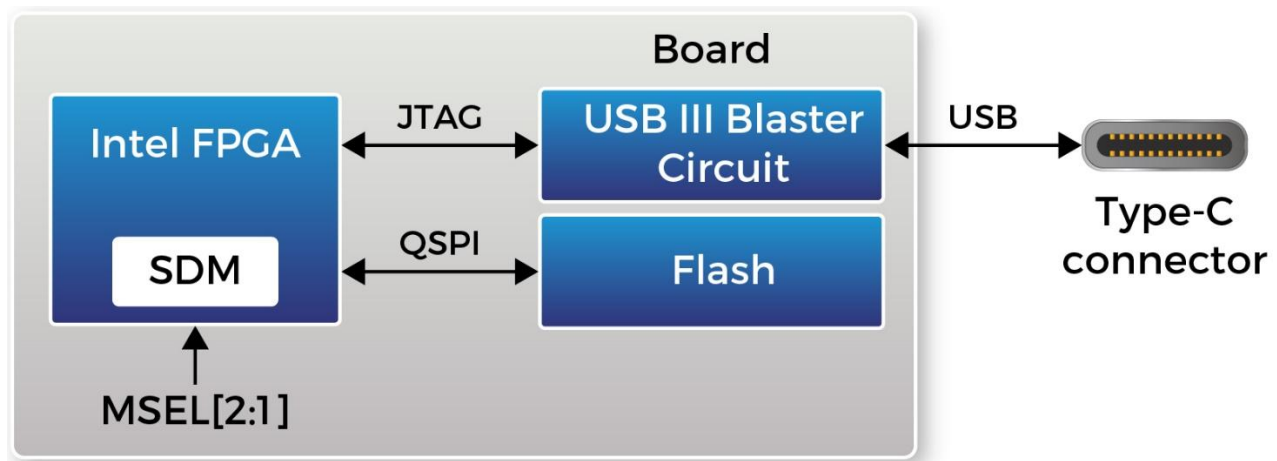 Board
Intel FPGA
JTAG
USB III Blaster
Circuit
USB
Type-C
connector
SDM
QSPI
Flash
MSEL[2:1]